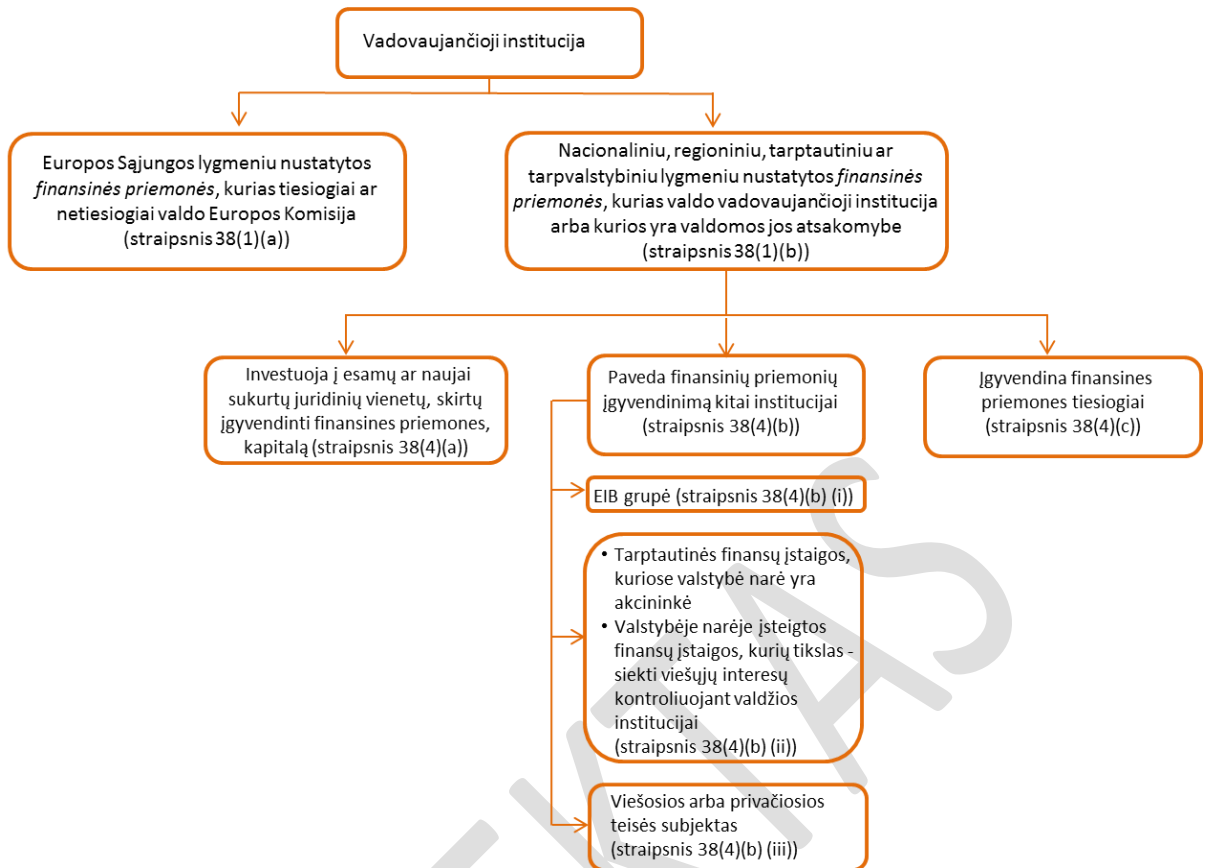 Vadovaujančioji institucija
Europos Sąjungos lygmeniu nustatytos
finansinės priemonės, kurias tiesiogiai ar
netiesiogiai valdo Europos Komisija
(straipsnis 38(1)(a))
Nacionaliniu, regioniniu, tarptautiniu ar
tarpvalstybiniu lygmeniu nustatytos finansinės
priemonės, kurias valdo vadovaujančioji institucija
arba kurios yra valdomos jos atsakomybe
(straipsnis 38(1)(b))
Investuoja į esamų ar naujai
sukurtų juridinių vienetų, skirtų
įgyvendinti finansines priemones,
kapitalą (straipsnis 38(4)(a))
Paveda finansinių priemonių
įgyvendinimą kitai institucijai
(straipsnis 38(4)(b))
Įgyvendina finansines
priemones tiesiogiai
(straipsnis 38(4)(c))
EIB grupė (straipsnis 38(4)(b) (i))
• Tarptautinės finansų įstaigos,
kuriose valstybė narė yra
akcininkė
• Valstybėje narėje įsteigtos
finansų įstaigos, kurių tikslas -
siekti viešųjų interesų
kontroliuojant valdžios
institucijai
(straipsnis 38(4)(b) (ii))
Viešosios arba privačiosios
teisės subjektas
(straipsnis 38(4)(b) (iii))
EKTAS